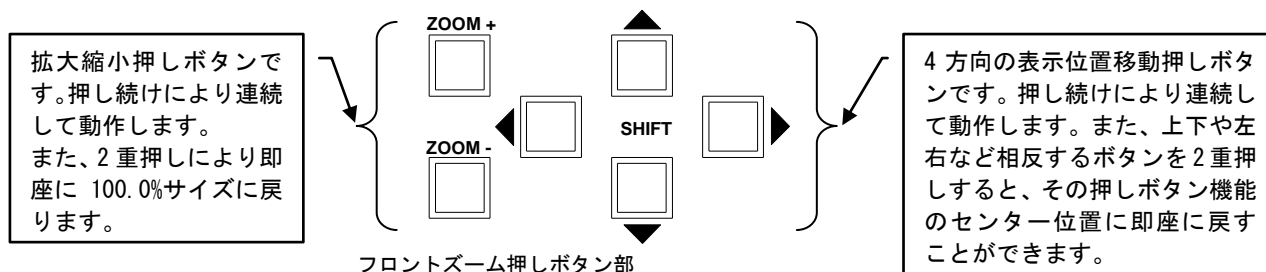 拡大縮小押しボタンで
す。押し続けにより連続
して動作します。
また、2重押しにより即
座に 100.0%サイズに戻
ります。
ZOOM +
ZOOM -
SHIFT
4 方向の表示位置移動押しボタ
ンです。押し続けにより連続し
て動作します。また、上下や左
右など相反するボタンを2重押
しすると、その押しボタン機能
のセンター位置に即座に戻す
ことができます。
フロントズーム押しボタン部